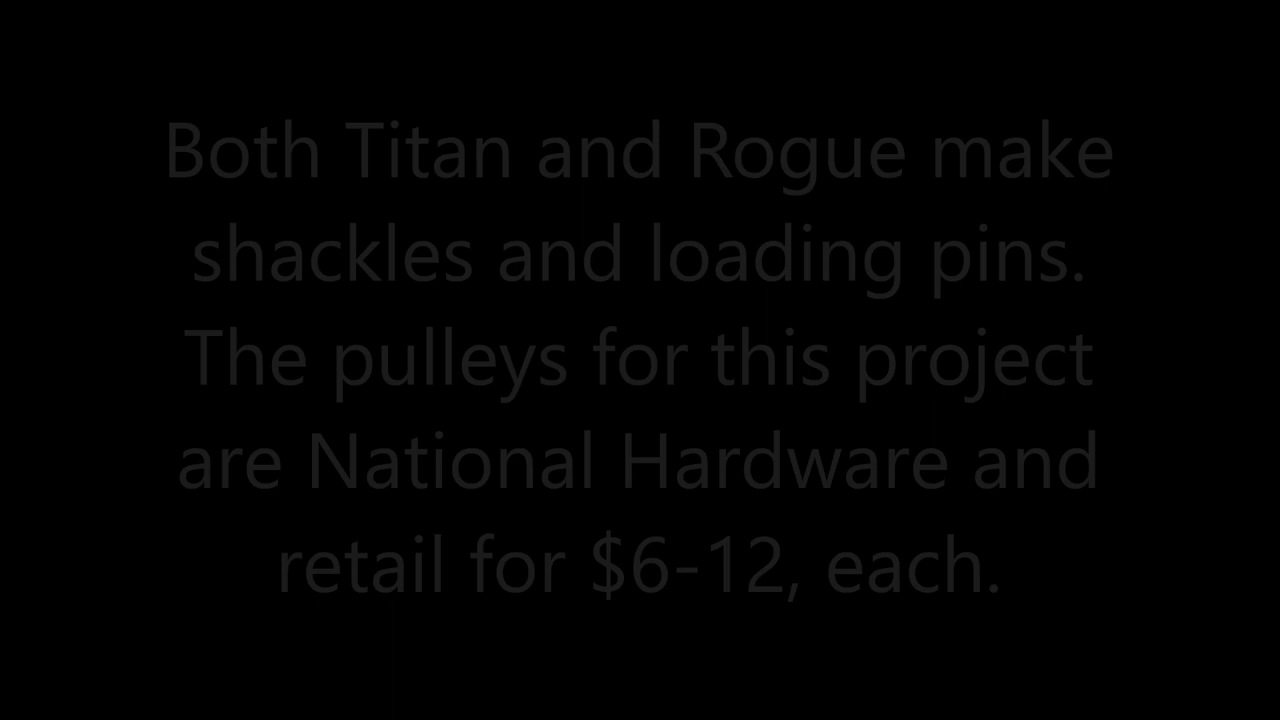 Both Titan and Rogue make
shackles and loading pins.
The pulleys for this project
are National Hardware and
retail for $6-12, each.